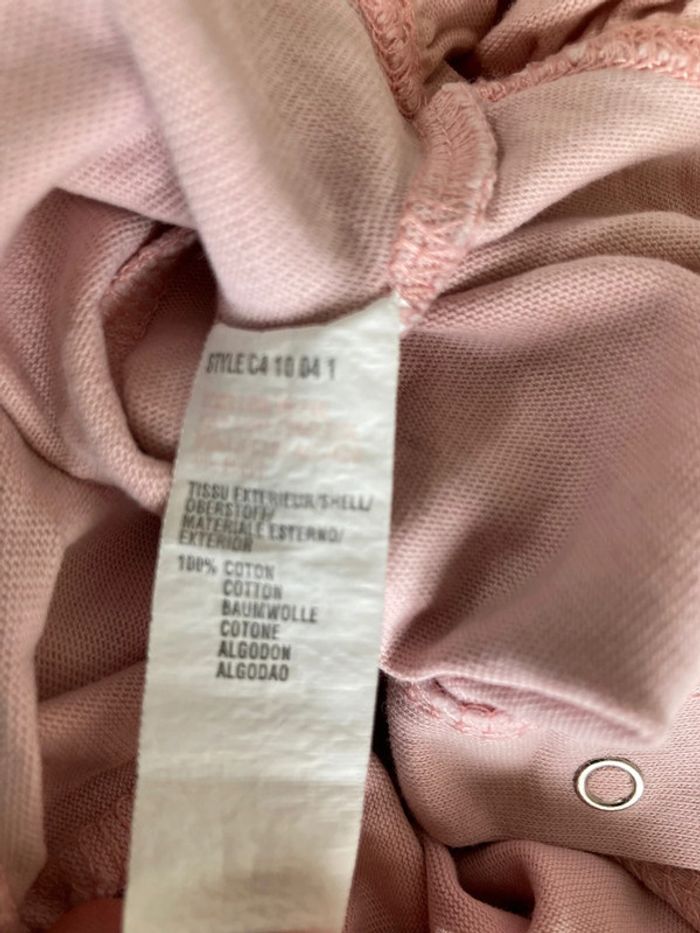 STYLE C4 10 04 1
TISSU EXTERIEUR/SHELL/
OBERSTOFF/
MATERIALE ESTERNO/
EXTERIOR
100% COTON
COTTON
BAUMWOLLE
COTONE
ALGODON
ALGODAO